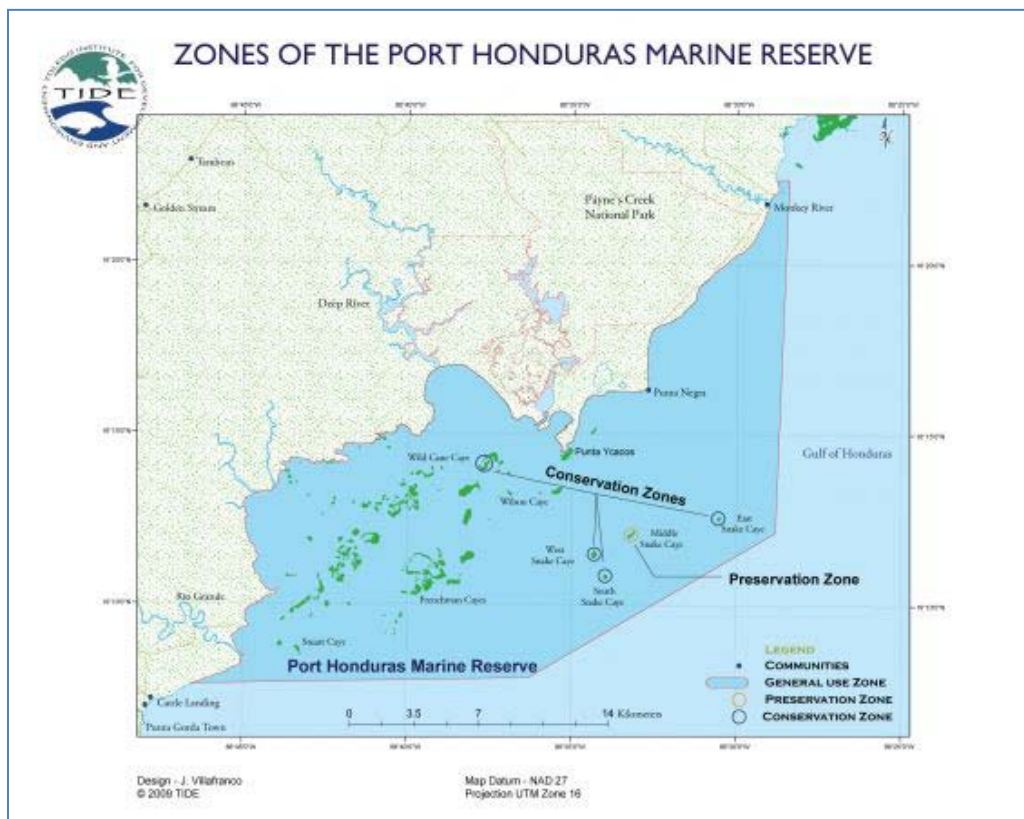 ZONES OF THE PORT HONDURAS MARINE RESERVE
TIDE
Golden Stream
Payne's Creek
National Park
Monkey River
Deep River
Punta Negra
Punta Ycacos
Gulf of Honduras
Wild Cane Caye
Conservation Zones
Wilson Caye
East
Snake Caye
Middle
Snake Caye
West
Snake Caye
Preservation Zone
South
Snake Caye
Rio Grande
Frenchman Cayes
Stuart Caye
Port Honduras Marine Reserve
LEGEND
COMMUNITIES
GENERAL USE ZONE
PRESERVATION ZONE
CONSERVATION ZONE
Cattle Landing
Punta Gorda Town
0 3.5 7 14 Kilometers
Design - J. Villafranco
© 2009 TIDE
Map Datum - NAD 27
Projection UTM Zone 16